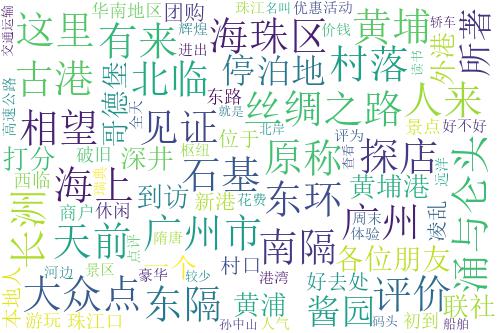 华南地区
团购
珠江
名叫
优惠活动
价钱
轿车
这里
有来
辉煌
进出
海珠区
黄埔
外港
所著
交通运输
古港
北临
停泊地
村落
读书
高速公路
哥德堡
东路
丝绸之路
人来
相望
全天
见证
就是
北岸
评为
景点
好不好
打分
破旧
深井
枢纽
位于
原称
查看
探店
远洋
西临
海上
满典
石基
黄埔港
涌与仑头
长洲
商户
休闲
到访
新港
花费
东环
广州
周末
体验
凌乱
天前
点评
广州市
隋唐
个
南隔
各位朋友
本地人
河边
景区
豪华
村口
港湾
好去处
大众点
东隔
黄浦
较少
酱园
评价
联社
游玩
珠江口
孙中山
人气
码头
初到
船舶